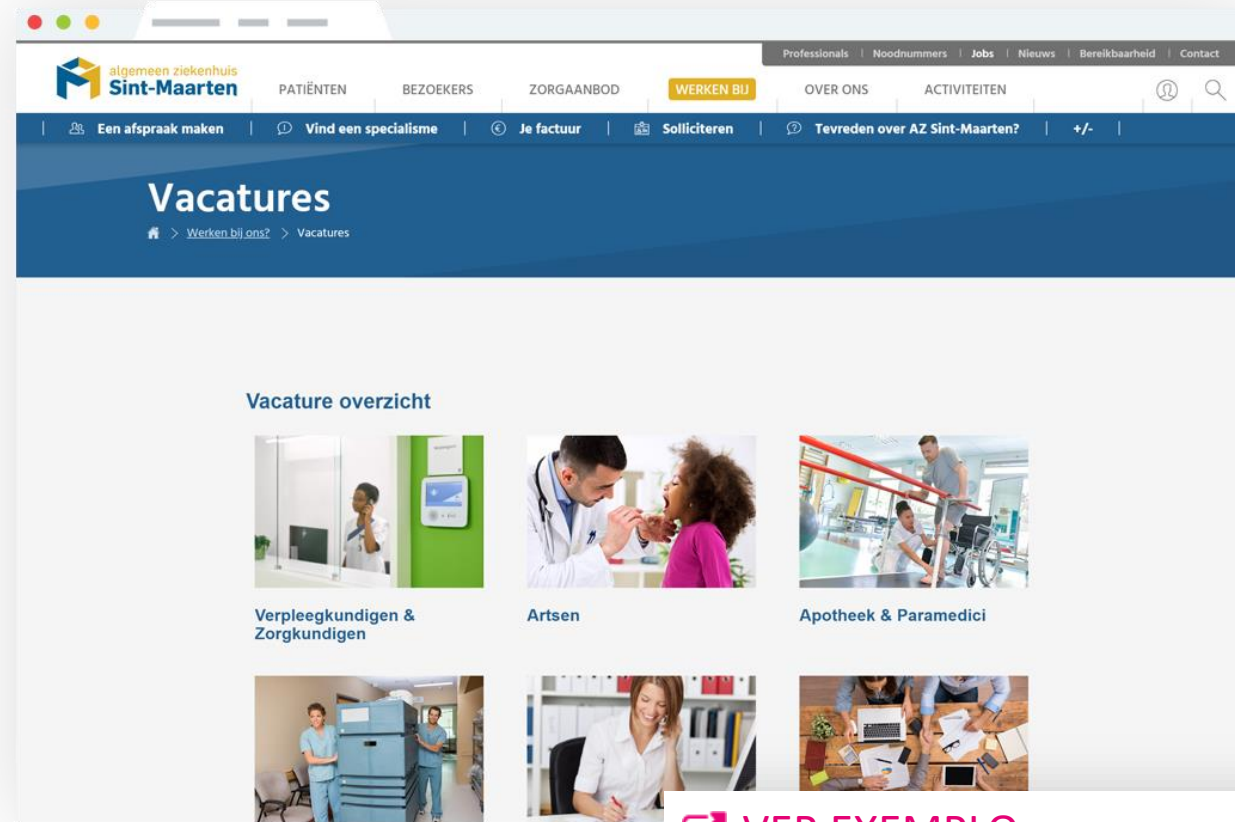 Professionals | Noodnummers | Jobs | Nieuws | Bereikbaarheid | Contact
algemeen ziekenhuis
Sint-Maarten
PATIËNTEN BEZOEKERS ZORGAANBOD WERKEN BIJ OVER ONS ACTIVITEITEN
Een afspraak maken | Vind een specialisme | Je factuur | Solliciteren | Tevreden over AZ Sint-Maarten? | +/- |
Vacatures
> Werken bij ons? > Vacatures
Vacature overzicht
Verpleegkundigen &
Zorgkundigen
Artsen
Apotheek & Paramedici